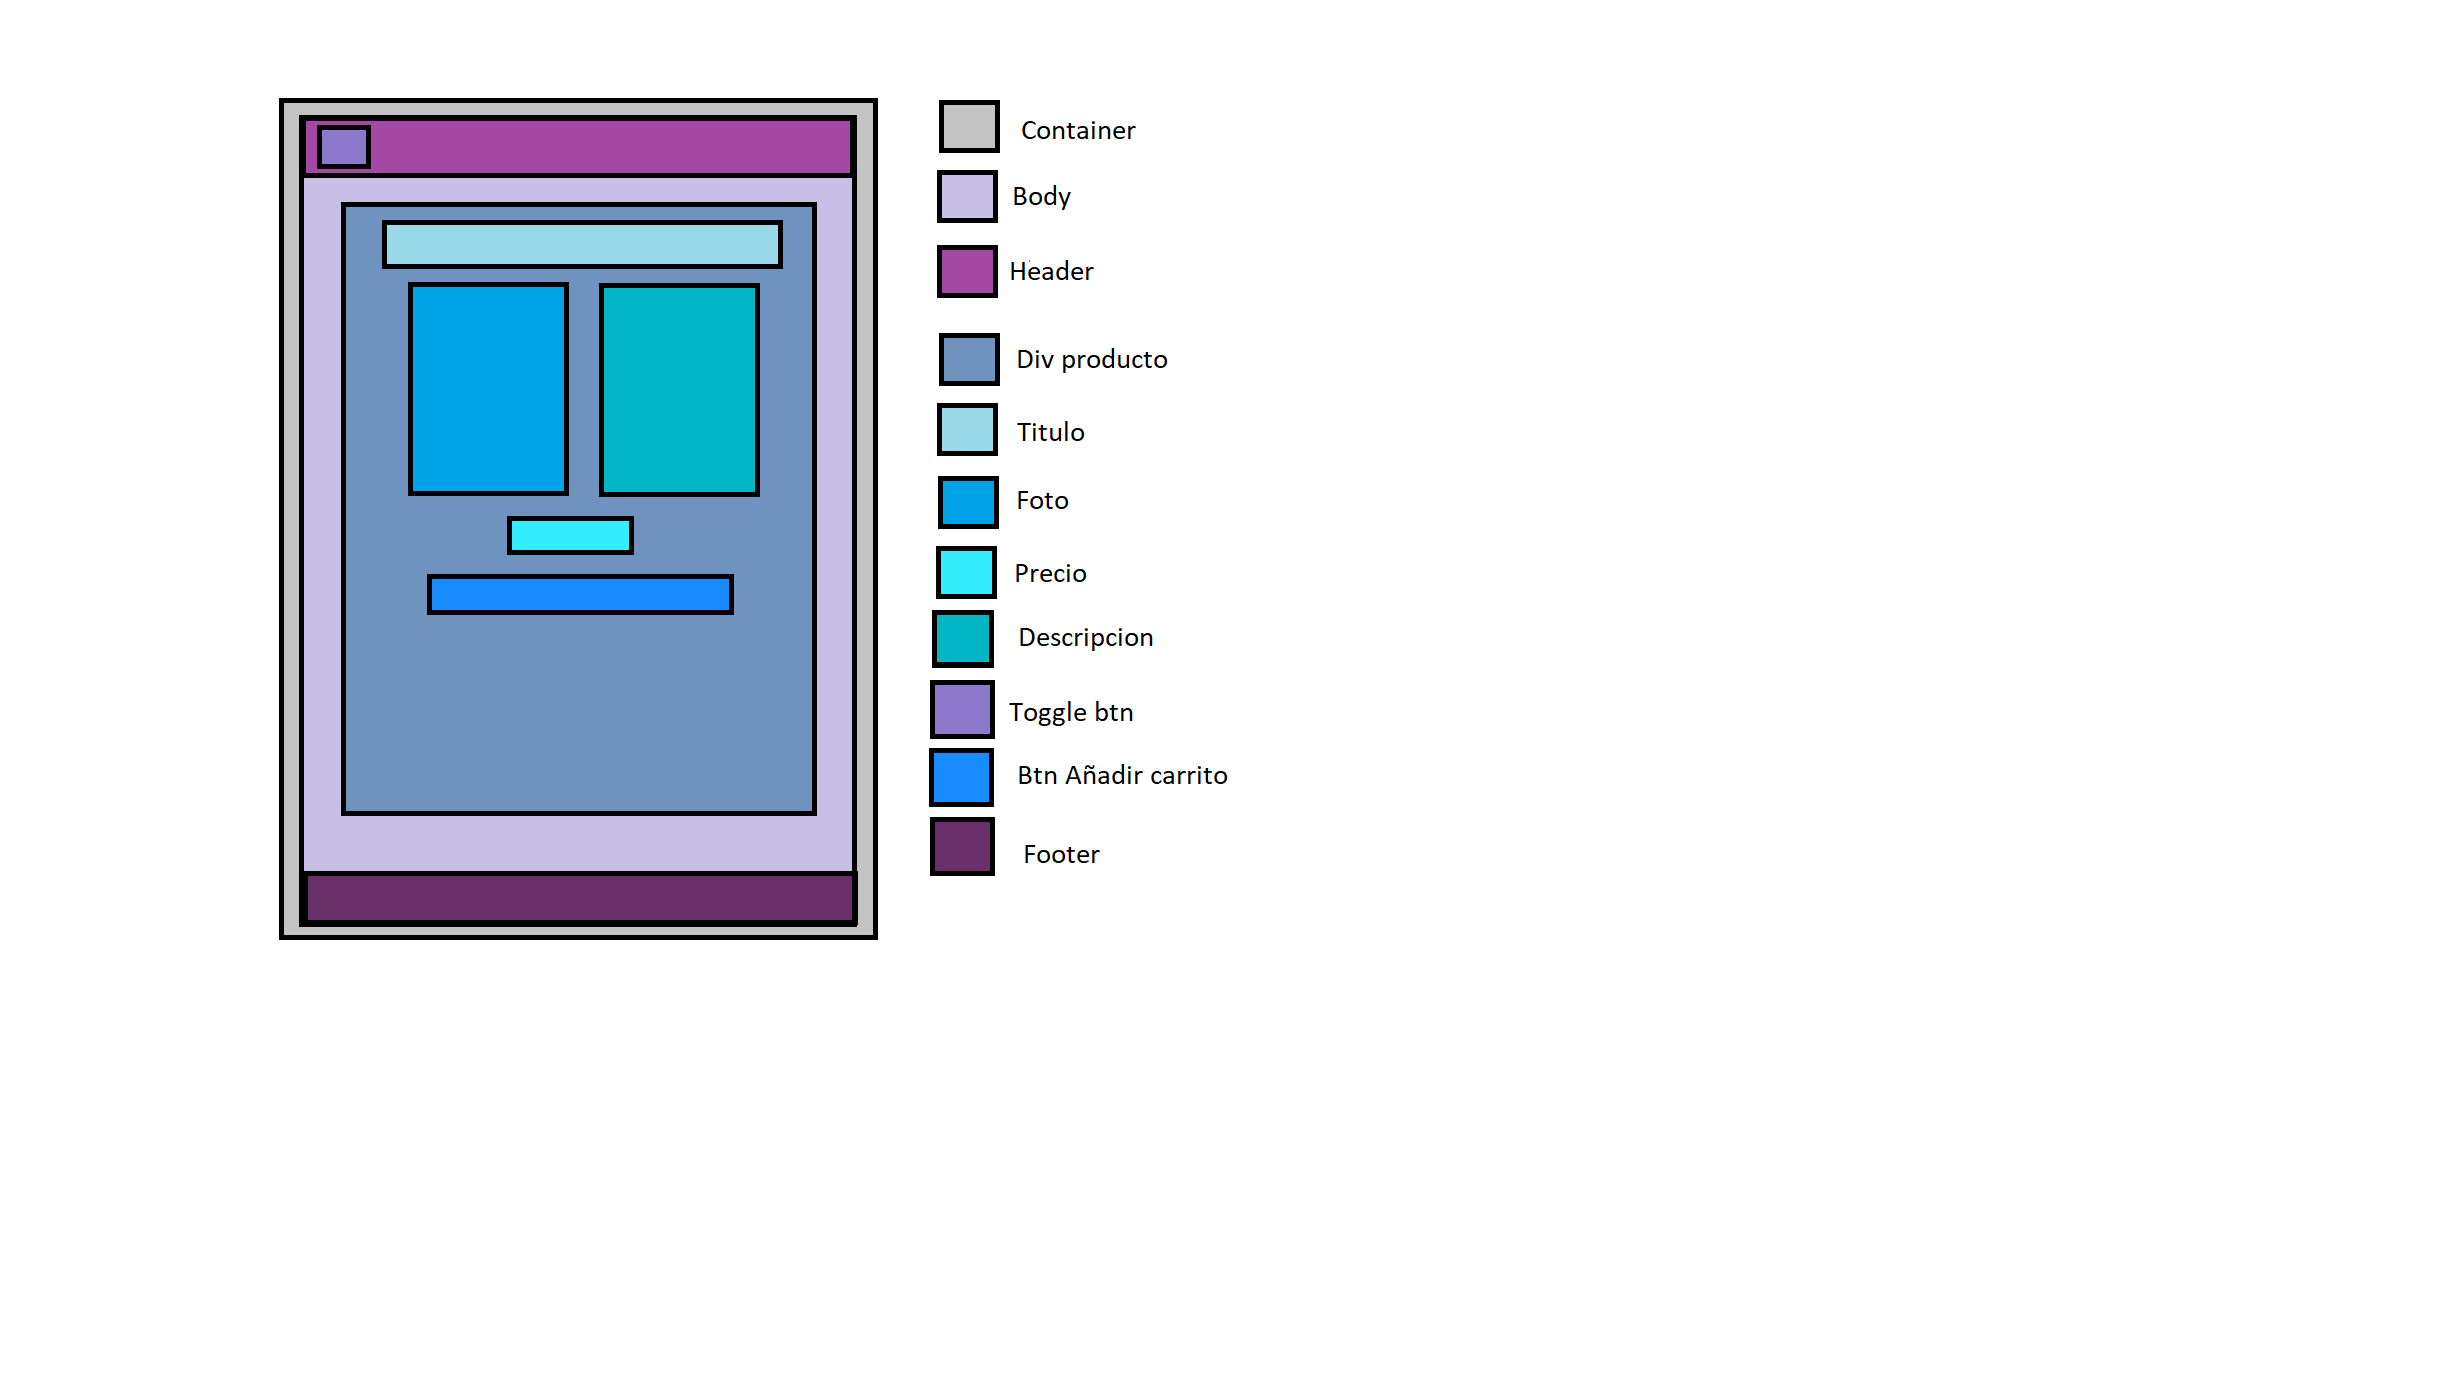 Container
Body
Header
Div producto
Titulo
Foto
Precio
Descripcion
Toggle btn
Btn Añadir carrito
Footer